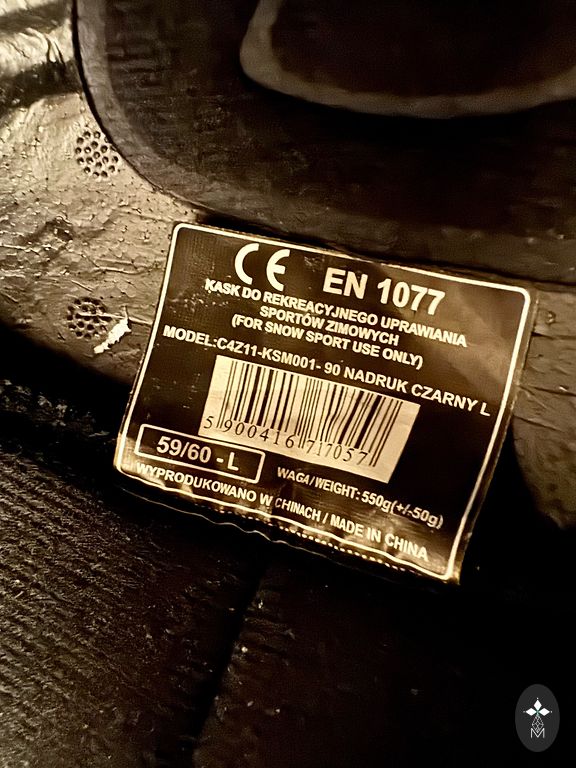 CE EN 1077
KASK DO REKREACYJNEGO UPRAWIANIA
SPORTÓW ZIMOWYCH
(FOR SNOW SPORT USE ONLY)
MODEL:C4Z11-KSM001- 90 NADRUK CZARNY L
5 900416 717057
59/60 - L
WAGA/WEIGHT: 550g(+/-50g)
WYPRODUKOWANO W CHINACH / MADE IN CHINA
M